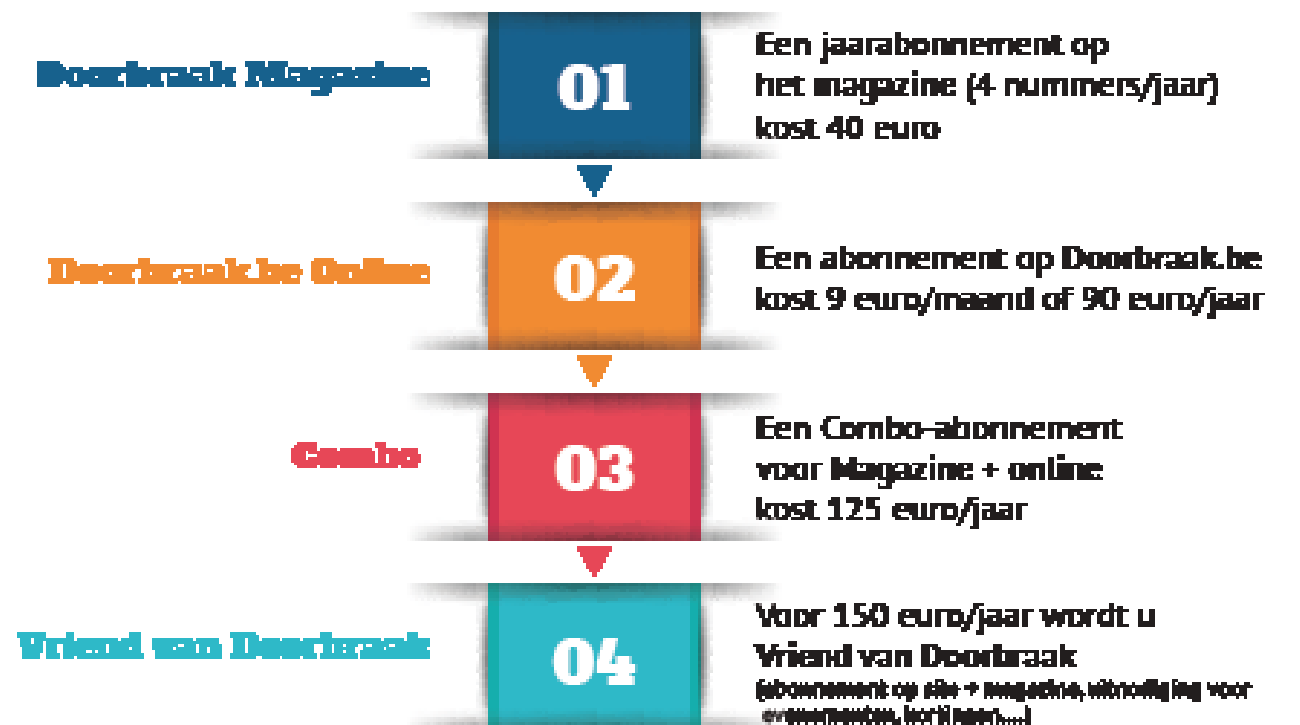 Doorbraak Magazine
01
Een jaarabonnement op
het magazine (4 nummers/jaar)
kost 40 euro
Doorbraak.be Online
02
Een abonnement op Doorbraak.be
kost 9 euro/maand of 90 euro/jaar
Combo
03
Een Combo-abonnement
voor Magazine + online
kost 125 euro/jaar
Vriend van Doorbraak
04
Voor 150 euro/jaar wordt u
Vriend van Doorbraak
(abonnement op site + magazine, uitnodiging voor
evenementen, kortingen,...)